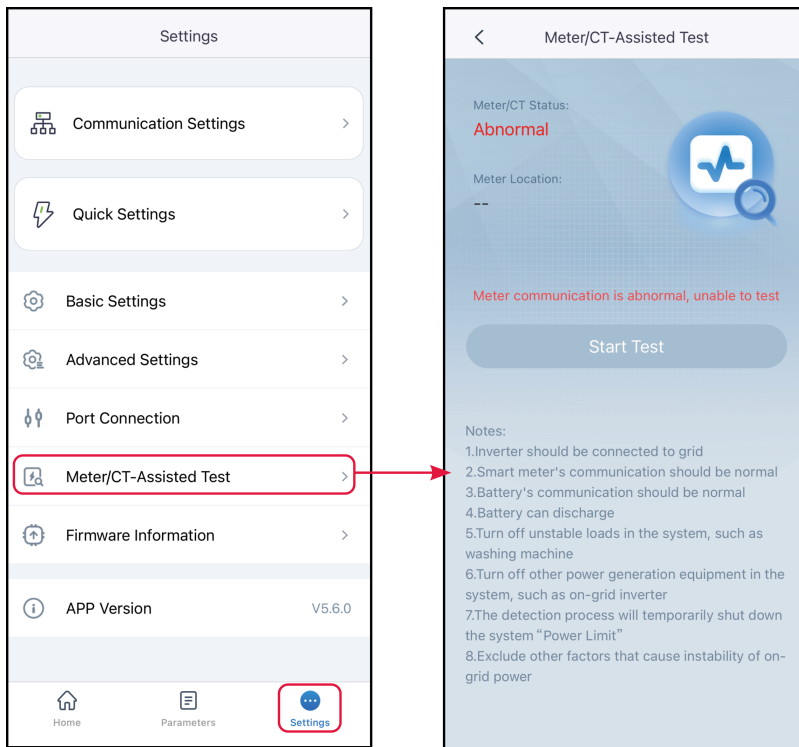 Settings
Communication Settings
Quick Settings
Basic Settings
Advanced Settings
Port Connection
Meter/CT-Assisted Test
Firmware Information
APP Version V5.6.0
Home Parameters Settings
Meter/CT-Assisted Test
Meter/CT Status:
Abnormal
Meter Location:
--
Meter communication is abnormal, unable to test
Start Test
Notes:
1.Inverter should be connected to grid
2.Smart meter's communication should be normal
3.Battery's communication should be normal
4.Battery can discharge
5.Turn off unstable loads in the system, such as
washing machine
6.Turn off other power generation equipment in the
system, such as on-grid inverter
7.The detection process will temporarily shut down
the system “Power Limit”
8.Exclude other factors that cause instability of on-
grid power